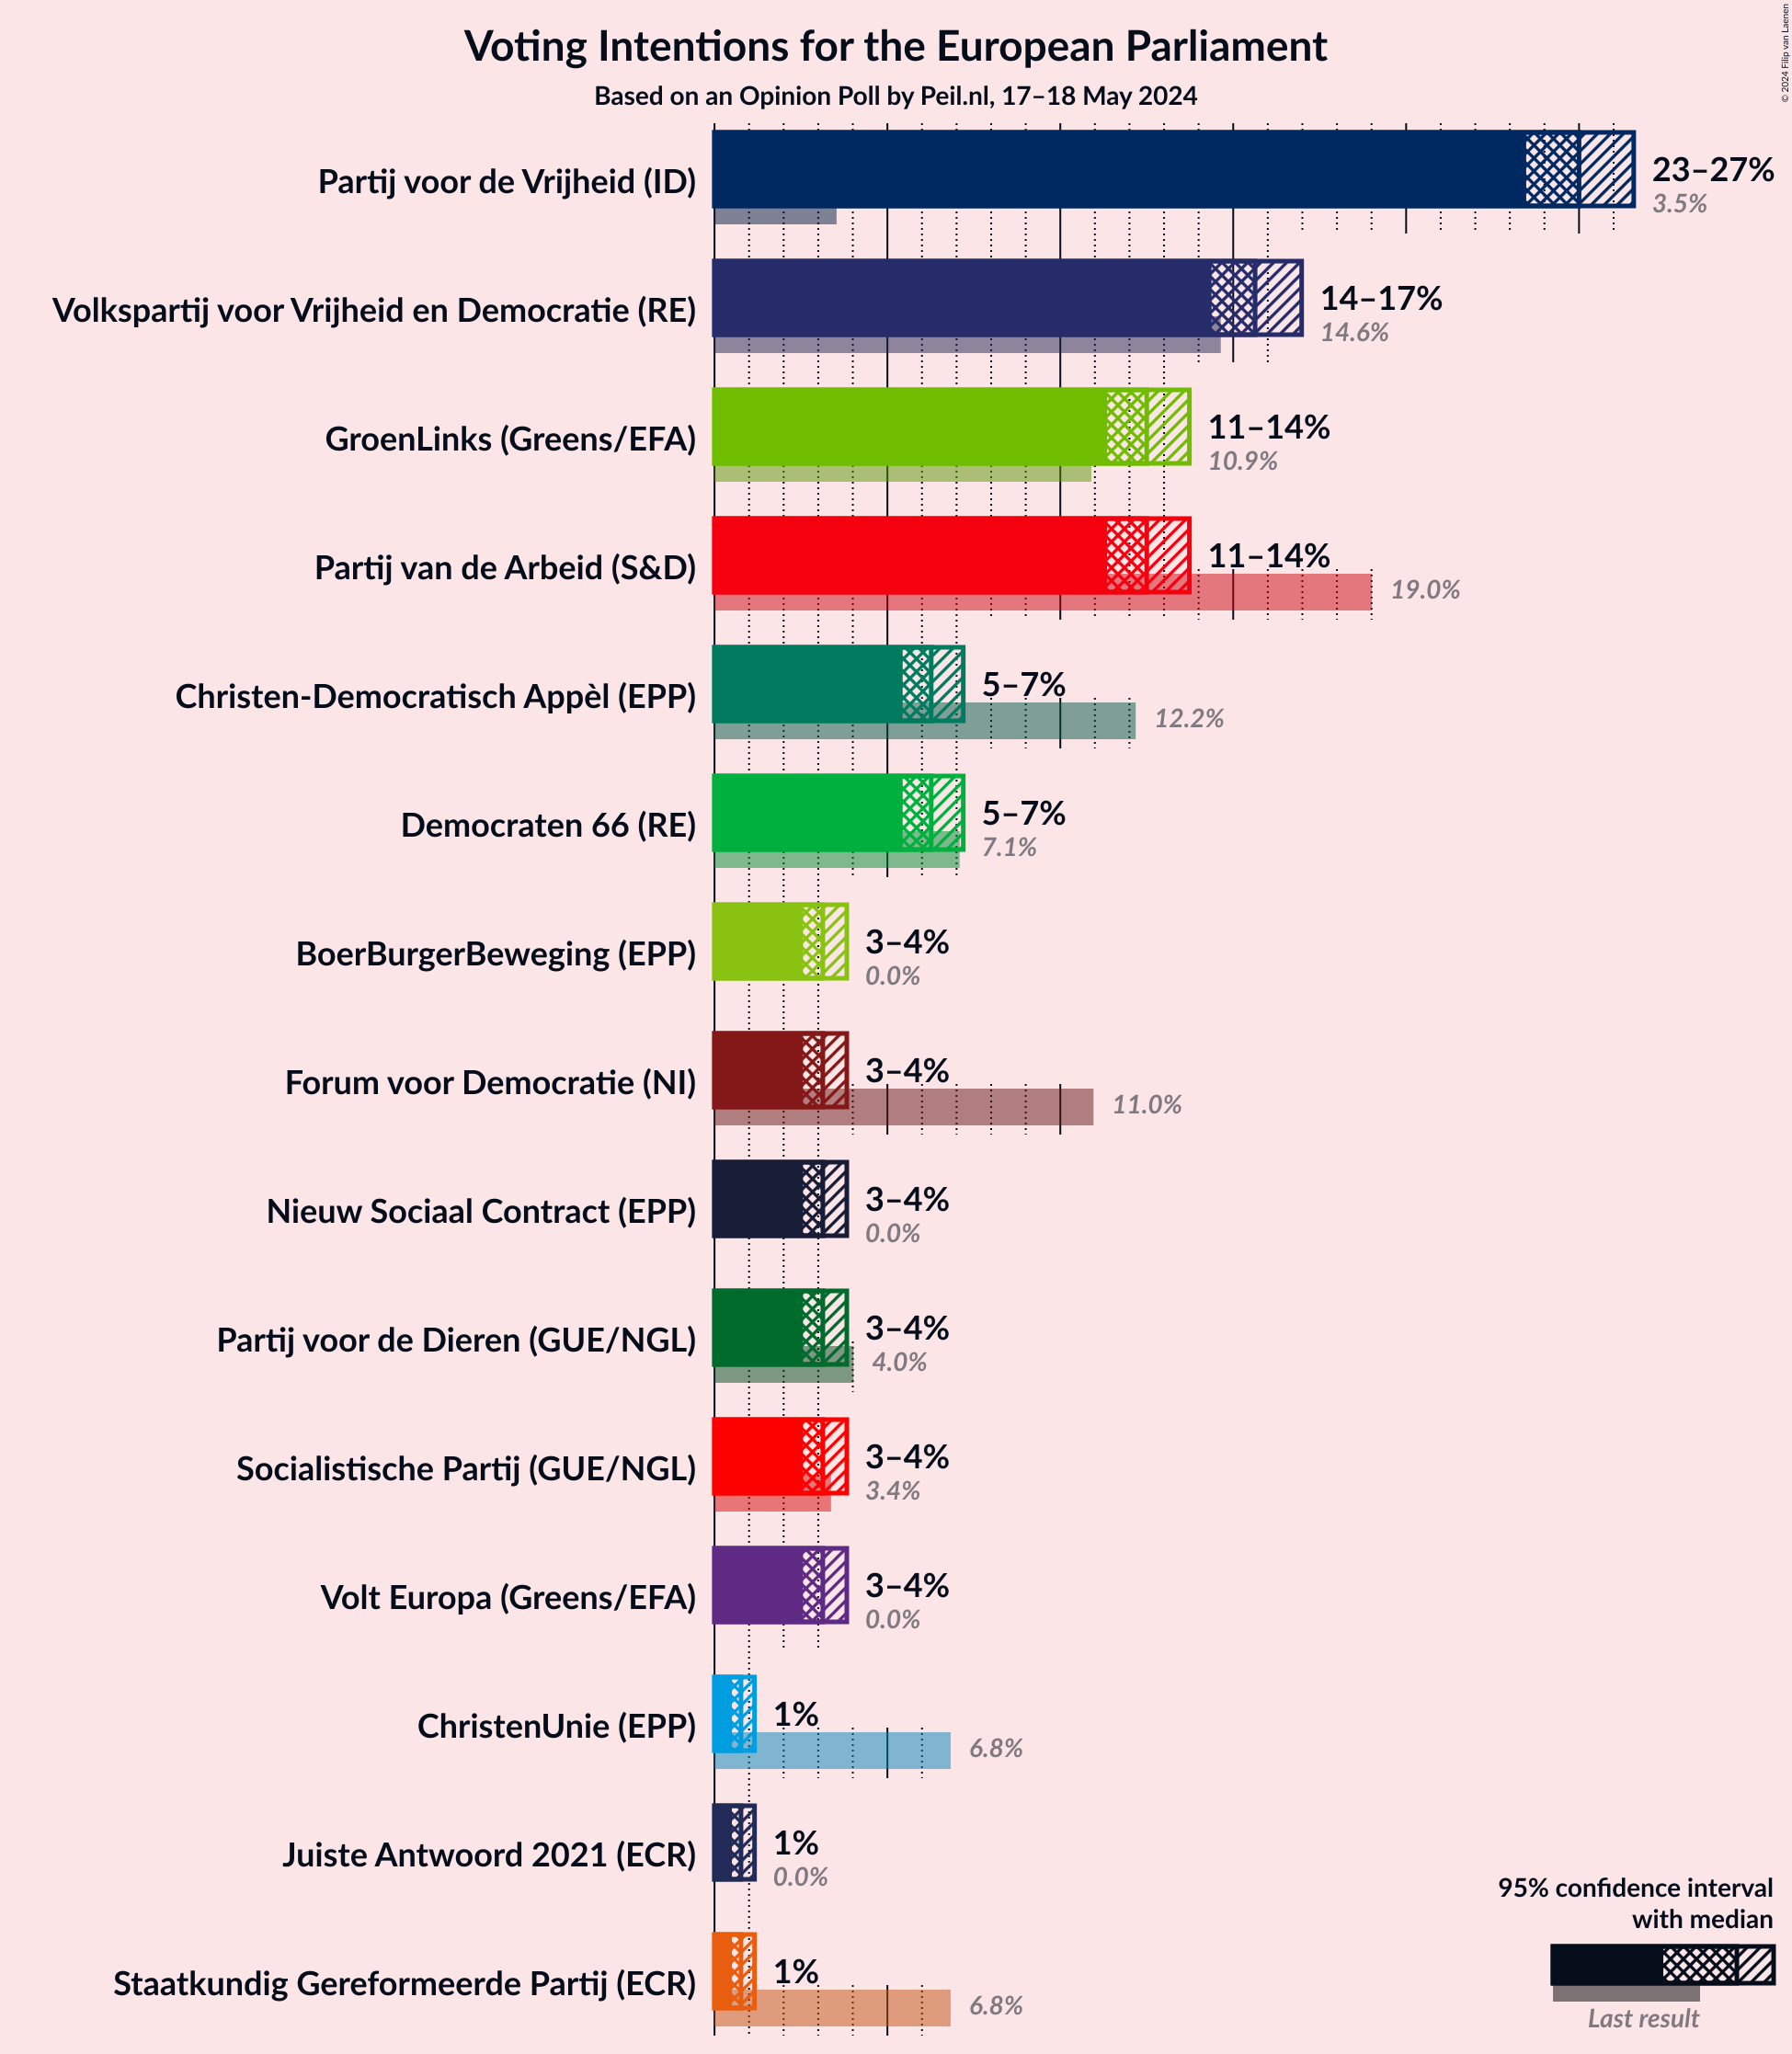 Voting Intentions for the European Parliament
Based on an Opinion Poll by Peil.nl, 17–18 May 2024
© 2024 Filip van Laenen
Partij voor de Vrijheid (ID)
23–27%
3.5%
Volkspartij voor Vrijheid en Democratie (RE)
14–17%
14.6%
GroenLinks (Greens/EFA)
11–14%
10.9%
Partij van de Arbeid (S&D)
11–14%
19.0%
Christen-Democratisch Appèl (EPP)
5–7%
12.2%
Democraten 66 (RE)
5–7%
7.1%
BoerBurgerBeweging (EPP)
3–4%
0.0%
Forum voor Democratie (NI)
3–4%
11.0%
Nieuw Sociaal Contract (EPP)
3–4%
0.0%
Partij voor de Dieren (GUE/NGL)
3–4%
4.0%
Socialistische Partij (GUE/NGL)
3–4%
3.4%
Volt Europa (Greens/EFA)
3–4%
0.0%
ChristenUnie (EPP)
1%
6.8%
Juiste Antwoord 2021 (ECR)
1%
0.0%
Staatkundig Gereformeerde Partij (ECR)
1%
6.8%
95% confidence interval
with median
Last result